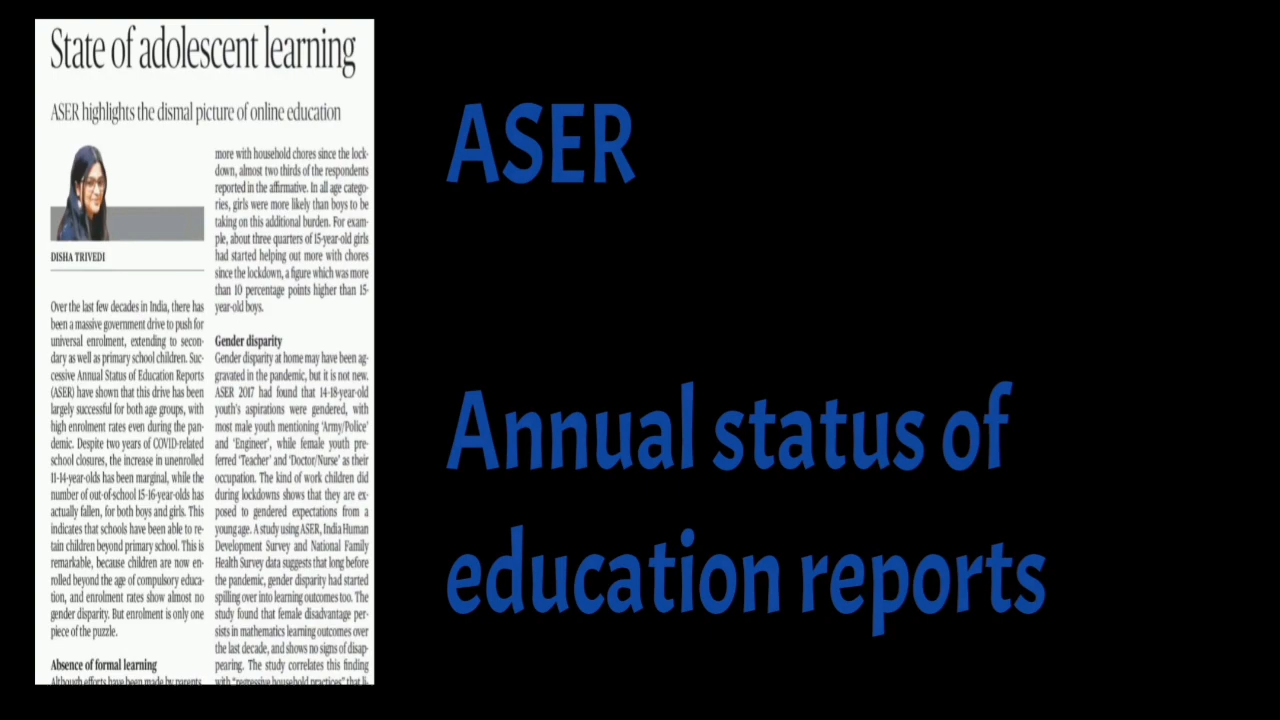 State of adolescent learning
ASER highlights the dismal picture of online education
DISHA TRIVEDI
Over the last few decades in India, there has
been a massive government drive to push for
universal enrolment, extending to secon-
dary as well as primary school children. Suc-
cessive Annual Status of Education Reports
(ASER) have shown that this drive has been
largely successful for both age groups, with
high enrolment rates even during the pan-
demic. Despite two years of COVID-related
school closures, the increase in unenrolled
11-14-year-olds has been marginal, while the
number of out-of-school 15-16-year-olds has
actually fallen, for both boys and girls. This
indicates that schools have been able to re-
tain children beyond primary school. This is
remarkable, because children are now en-
rolled beyond the age of compulsory educa-
tion, and enrolment rates show almost no
gender disparity. But enrolment is only one
piece of the puzzle.
Absence of formal learning
Although efforts have been made by parents,
more with household chores since the lock-
down, almost two thirds of the respondents
reported in the affirmative. In all age catego-
ries, girls were more likely than boys to be
taking on this additional burden. For exam-
ple, about three quarters of 15-year-old girls
had started helping out more with chores
since the lockdown, a figure which was more
than 10 percentage points higher than 15-
year-old boys.
Gender disparity
Gender disparity at home may have been ag-
gravated in the pandemic, but it is not new.
ASER 2017 had found that 14-18-year-old
youth's aspirations were gendered, with
most male youth mentioning 'Army/Police'
and 'Engineer', while female youth pre-
ferred 'Teacher' and 'Doctor/Nurse' as their
occupation. The kind of work children did
during lockdowns shows that they are ex-
posed to gendered expectations from a
young age. A study using ASER, India Human
Development Survey and National Family
Health Survey data suggests that long before
the pandemic, gender disparity had started
spilling over into learning outcomes too. The
study found that female disadvantage per-
sists in mathematics learning outcomes over
the last decade, and shows no signs of disap-
pearing. The study correlates this finding
with "regressive household practices" that li-
ASER
Annual status of
education reports